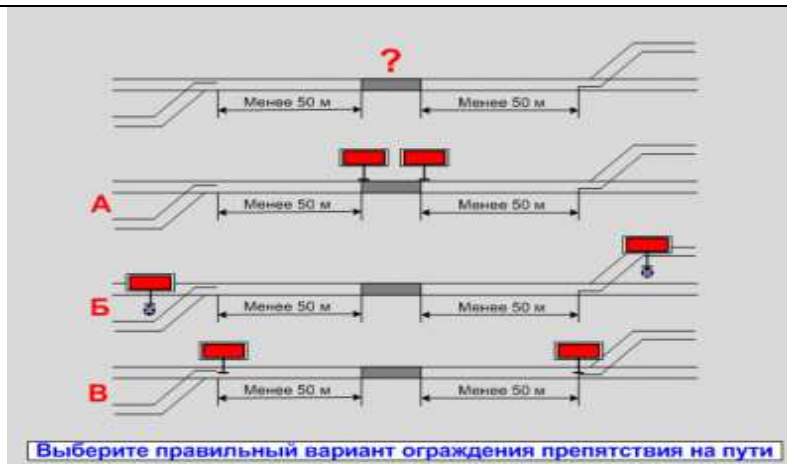 ?
Менее 50 м Менее 50 м
А
Менее 50 м Менее 50 м
Б
Менее 50 м Менее 50 м
В
Менее 50 м Менее 50 м
Выберите правильный вариант ограждения препятствия на пути